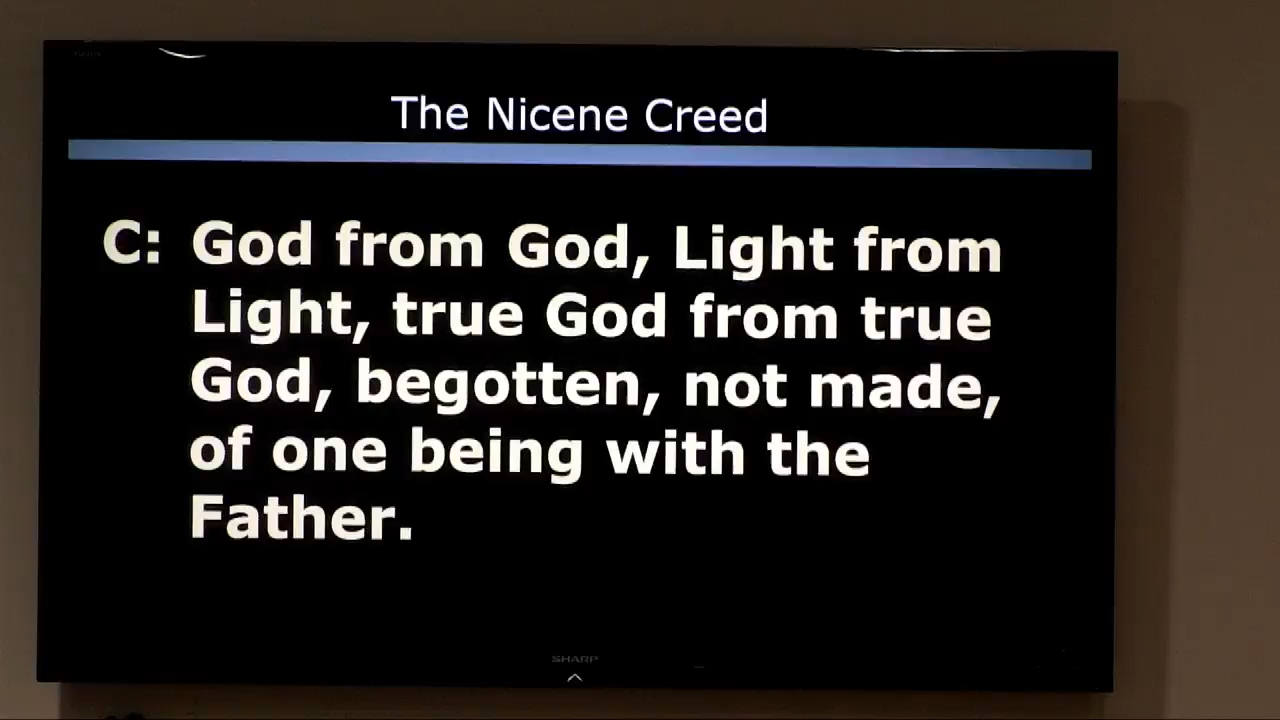 The Nicene Creed
C: God from God, Light from
Light, true God from true
God, begotten, not made,
of one being with the
Father.
SHARP